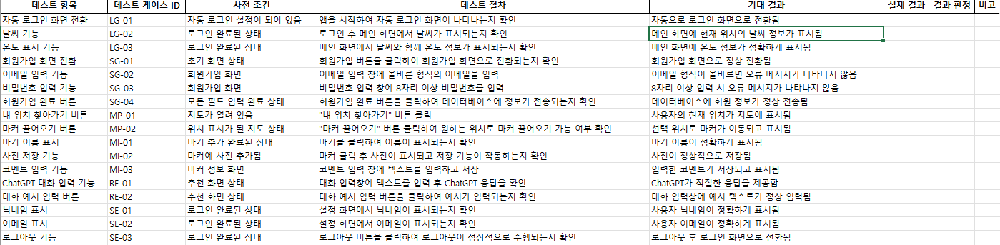 테스트 항목 테스트 케이스 ID 사전 조건 테스트 절차 기대 결과 실제 결과 결과 판정 비고
자동 로그인 화면 전환 LG-01 자동 로그인 설정이 되어 있음 앱을 시작하여 자동 로그인 화면이 나타나는지 확인 자동으로 로그인 화면으로 전환됨
날씨 기능 LG-02 로그인 완료된 상태 로그인 후 메인 화면에서 날씨가 표시되는지 확인 메인 화면에 현재 위치의 날씨 정보가 표시됨
온도 표시 기능 LG-03 로그인 완료된 상태 메인 화면에서 날씨와 함께 온도 정보가 표시되는지 확인 메인 화면에 온도 정보가 정확하게 표시됨
회원가입 화면 전환 SG-01 초기 화면 상태 회원가입 버튼을 클릭하여 회원가입 화면으로 전환되는지 확인 회원가입 화면으로 정상 전환됨
이메일 입력 기능 SG-02 회원가입 화면 이메일 입력 창에 올바른 형식의 이메일을 입력 이메일 형식이 올바르면 오류 메시지가 나타나지 않음
비밀번호 입력 기능 SG-03 회원가입 화면 비밀번호 입력 창에 8자리 이상 비밀번호를 입력 8자리 이상 입력 시 오류 메시지가 나타나지 않음
회원가입 완료 버튼 SG-04 모든 필드 입력 완료 상태 회원가입 완료 버튼을 클릭하여 데이터베이스에 정보가 전송되는지 확인 데이터베이스에 회원 정보가 정상 전송됨
내 위치 찾아가기 버튼 MP-01 지도가 열려 있음 "내 위치 찾아가기" 버튼 클릭 사용자의 현재 위치가 지도에 표시됨
마커 끌어오기 버튼 MP-02 위치 표시가 된 지도 상태 "마커 끌어오기" 버튼 클릭하여 원하는 위치로 마커 끌어오기 가능 여부 확인 선택 위치로 마커가 이동되고 표시됨
마커 이름 표시 MI-01 마커 추가 완료된 상태 마커를 클릭하여 이름이 표시되는지 확인 마커 이름이 정확하게 표시됨
사진 저장 기능 MI-02 마커에 사진 추가됨 마커 클릭 후 사진이 표시되고 저장 기능이 작동하는지 확인 사진이 정상적으로 저장됨
코멘트 입력 기능 MI-03 마커 정보 화면 코멘트 입력 창에 텍스트를 입력하고 저장 입력한 코멘트가 저장되고 표시됨
ChatGPT 대화 입력 기능 RE-01 추천 화면 상태 대화 입력창에 텍스트를 입력 후 ChatGPT 응답을 확인 ChatGPT가 적절한 응답을 제공함
대화 예시 입력 버튼 RE-02 추천 화면 상태 대화 예시 입력 버튼을 클릭하여 예시가 입력되는지 확인 대화 입력창에 예시 텍스트가 정상 입력됨
닉네임 표시 SE-01 로그인 완료된 상태 설정 화면에서 닉네임이 표시되는지 확인 사용자 닉네임이 정확하게 표시됨
이메일 표시 SE-02 로그인 완료된 상태 설정 화면에서 이메일이 표시되는지 확인 사용자 이메일이 정확하게 표시됨
로그아웃 기능 SE-03 로그인 완료된 상태 로그아웃 버튼을 클릭하여 로그아웃이 정상적으로 수행되는지 확인 로그아웃 후 로그인 화면으로 전환됨